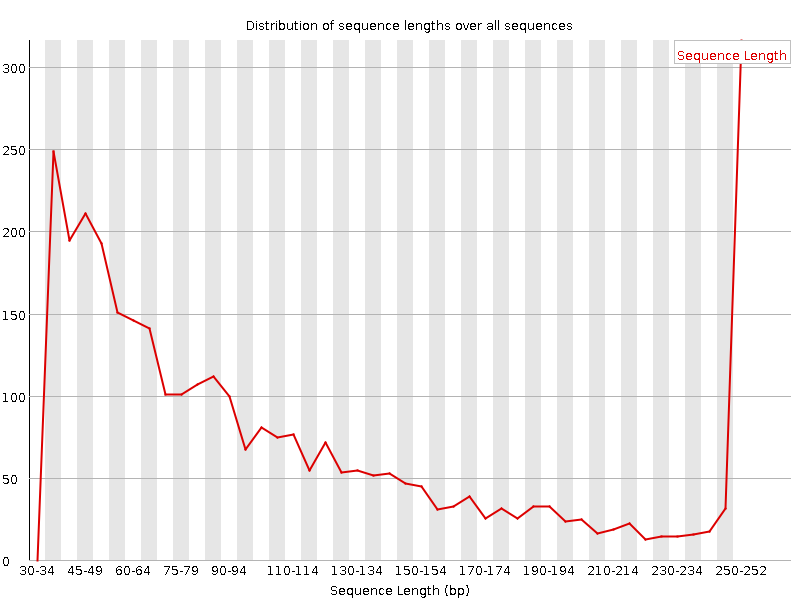 Distribution of sequence lengths over all sequences
Sequence Length
300
250
200
150
100
50
0
30-34 45-49 60-64 75-79 90-94 110-114 130-134 150-154 170-174 190-194 210-214 230-234 250-252
Sequence Length (bp)